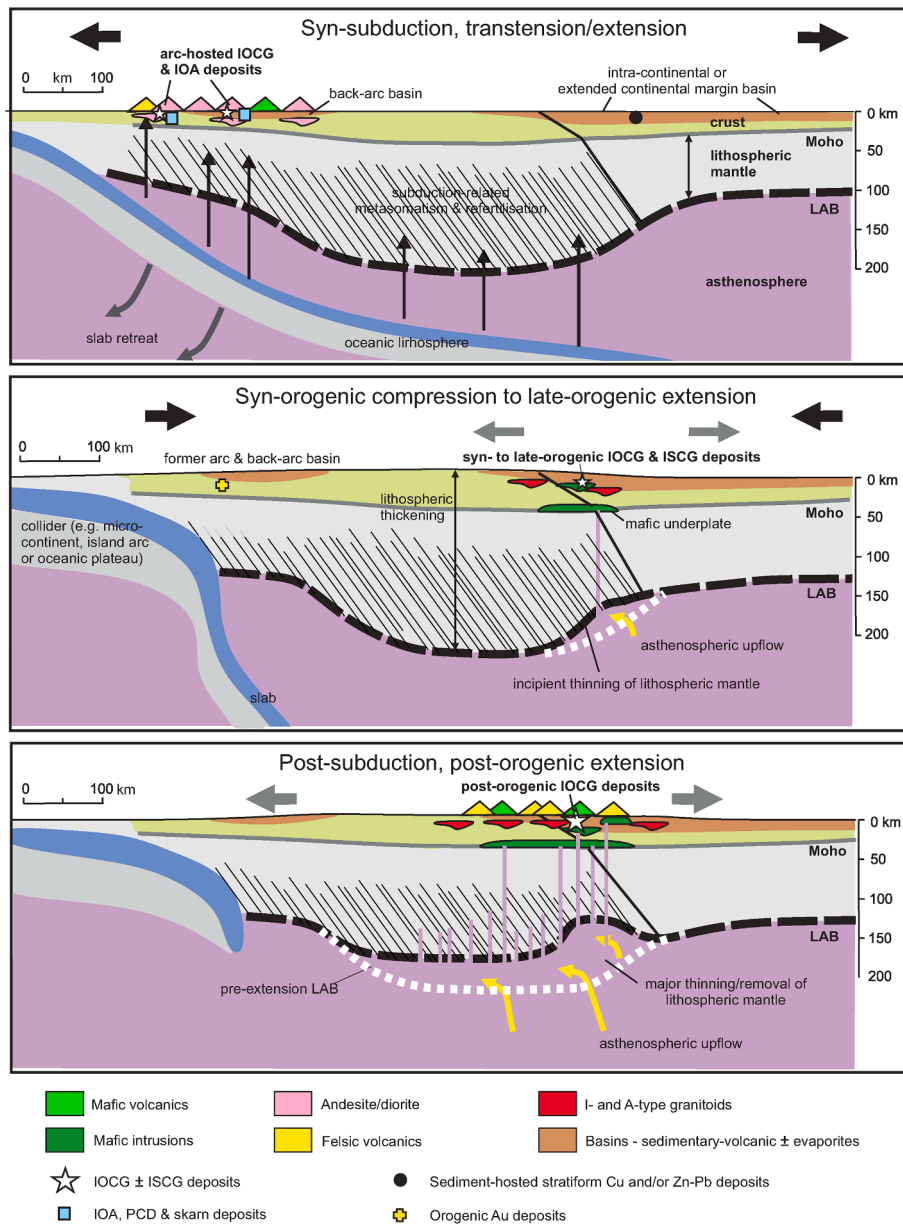 Syn-subduction, transtension/extension
0 km 100
arc-hosted IOCG
& IOA deposits
back-arc basin
intra-continental or
extended continental margin basin
0 km
crust
Moho
50
lithospheric
mantle
100
LAB
150
200
subduction-related
metasomatism & refertilisation
asthenosphere
slab retreat
oceanic lirhosphere
Syn-orogenic compression to late-orogenic extension
0 100 km
former arc & back-arc basin
syn- to late-orogenic IOCG & ISCG deposits
0 km
lithospheric
thickening
mafic underplate
Moho
50
collider (e.g. micro-
continent, island arc
or oceanic plateau)
100
LAB
150
asthenospheric
upflow
200
incipient thinning of lithospheric mantle
slab
Post-subduction, post-orogenic extension
0 100 km
post-orogenic IOCG deposits
0 km
Moho
50
100
LAB
150
200
pre-extension LAB
major thinning/removal of
lithospheric mantle
asthenospheric
upflow
Mafic volcanics
Andesite/diorite
I- and A-type granitoids
Mafic intrusions
Felsic volcanics
Basins - sedimentary-volcanic ± evaporites
IOCG ± ISCG deposits
Sediment-hosted stratiform Cu and/or Zn-Pb deposits
IOA, PCD & skarn deposits
Orogenic Au deposits